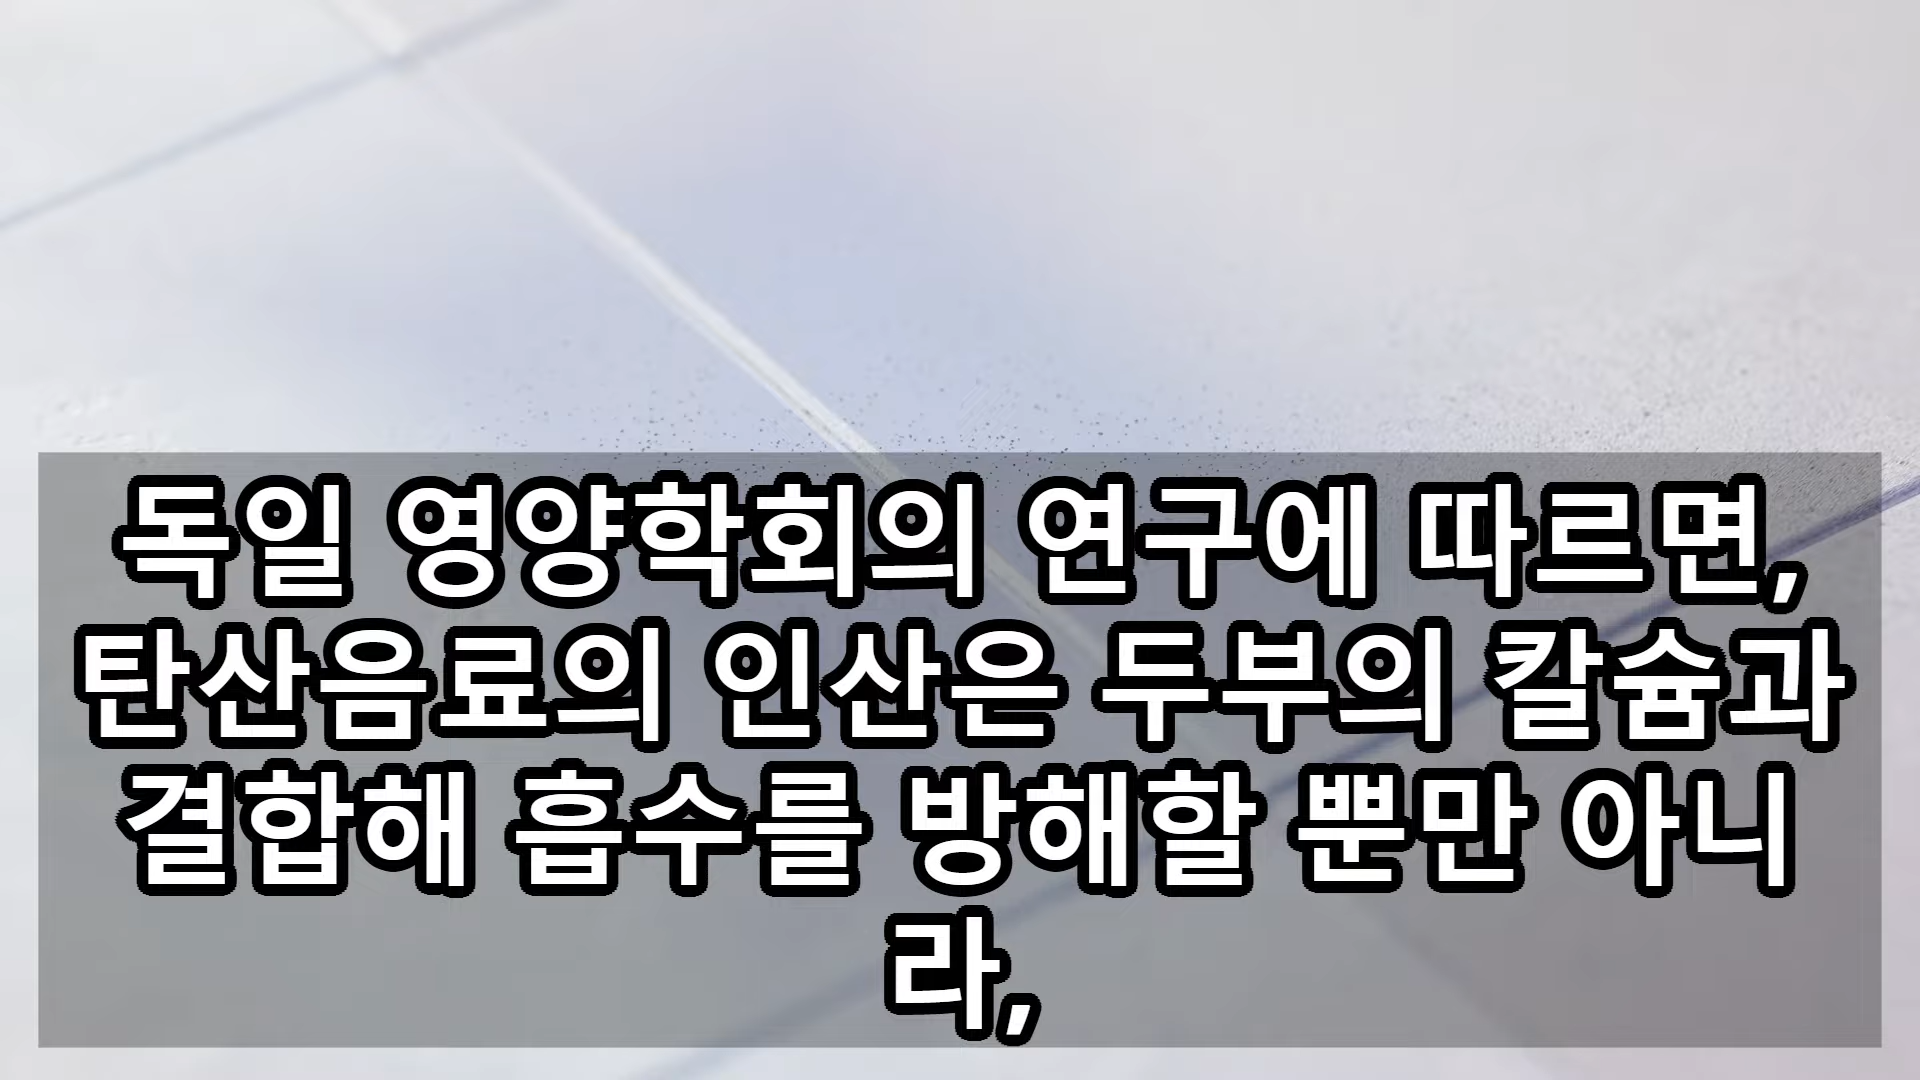 독일 영양학회의 연구에 따르면,
탄산음료의 인산은 두부의 칼슘과
결합해 흡수를 방해할 뿐만 아니
라,